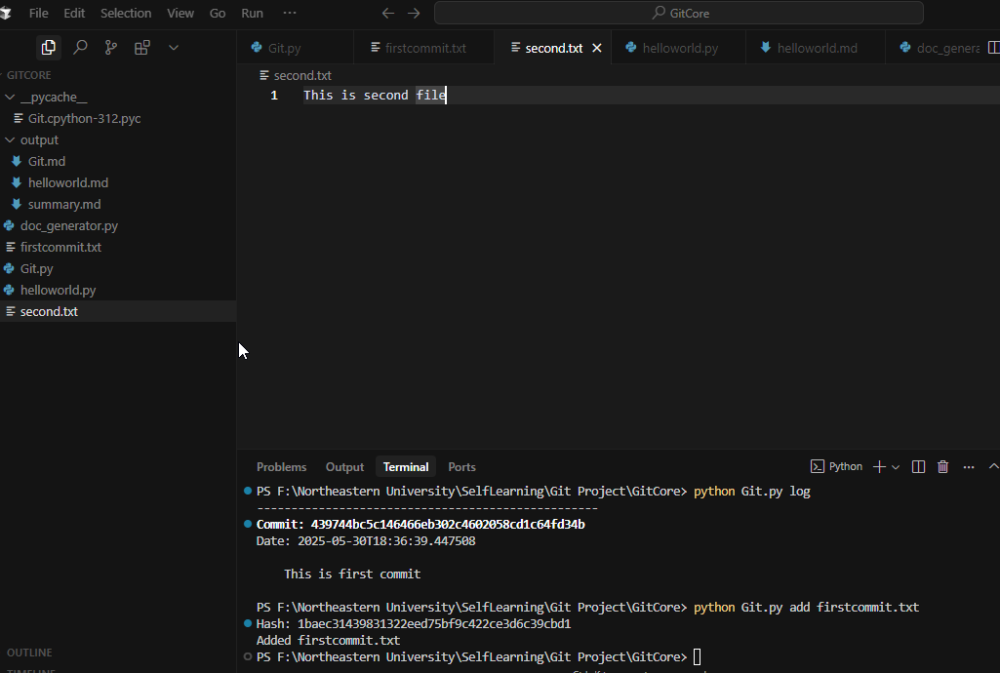 File Edit Selection View Go Run ··· ← → GitCore
Git.py firstcommit.txt second.txt helloworld.py helloworld.md doc_genera
GITCORE
__pycache__
Git.cpython-312.pyc
output
Git.md
helloworld.md
summary.md
doc_generator.py
firstcommit.txt
Git.py
helloworld.py
second.txt
OUTLINE
second.txt
1 This is second file
Problems Output Terminal Ports Python
PS F:\Northeastern University\SelfLearning\Git Project\GitCore> python Git.py log
--------------------------------------------------
Commit: 439744bc5c146466eb302c4602058cd1c64fd34b
Date: 2025-05-30T18:36:39.447508
This is first commit
PS F:\Northeastern University\SelfLearning\Git Project\GitCore> python Git.py add firstcommit.txt
Hash: 1baec31439831322eed75bf9c422ce3d6c39cbd1
Added firstcommit.txt
PS F:\Northeastern University\SelfLearning\Git Project\GitCore>